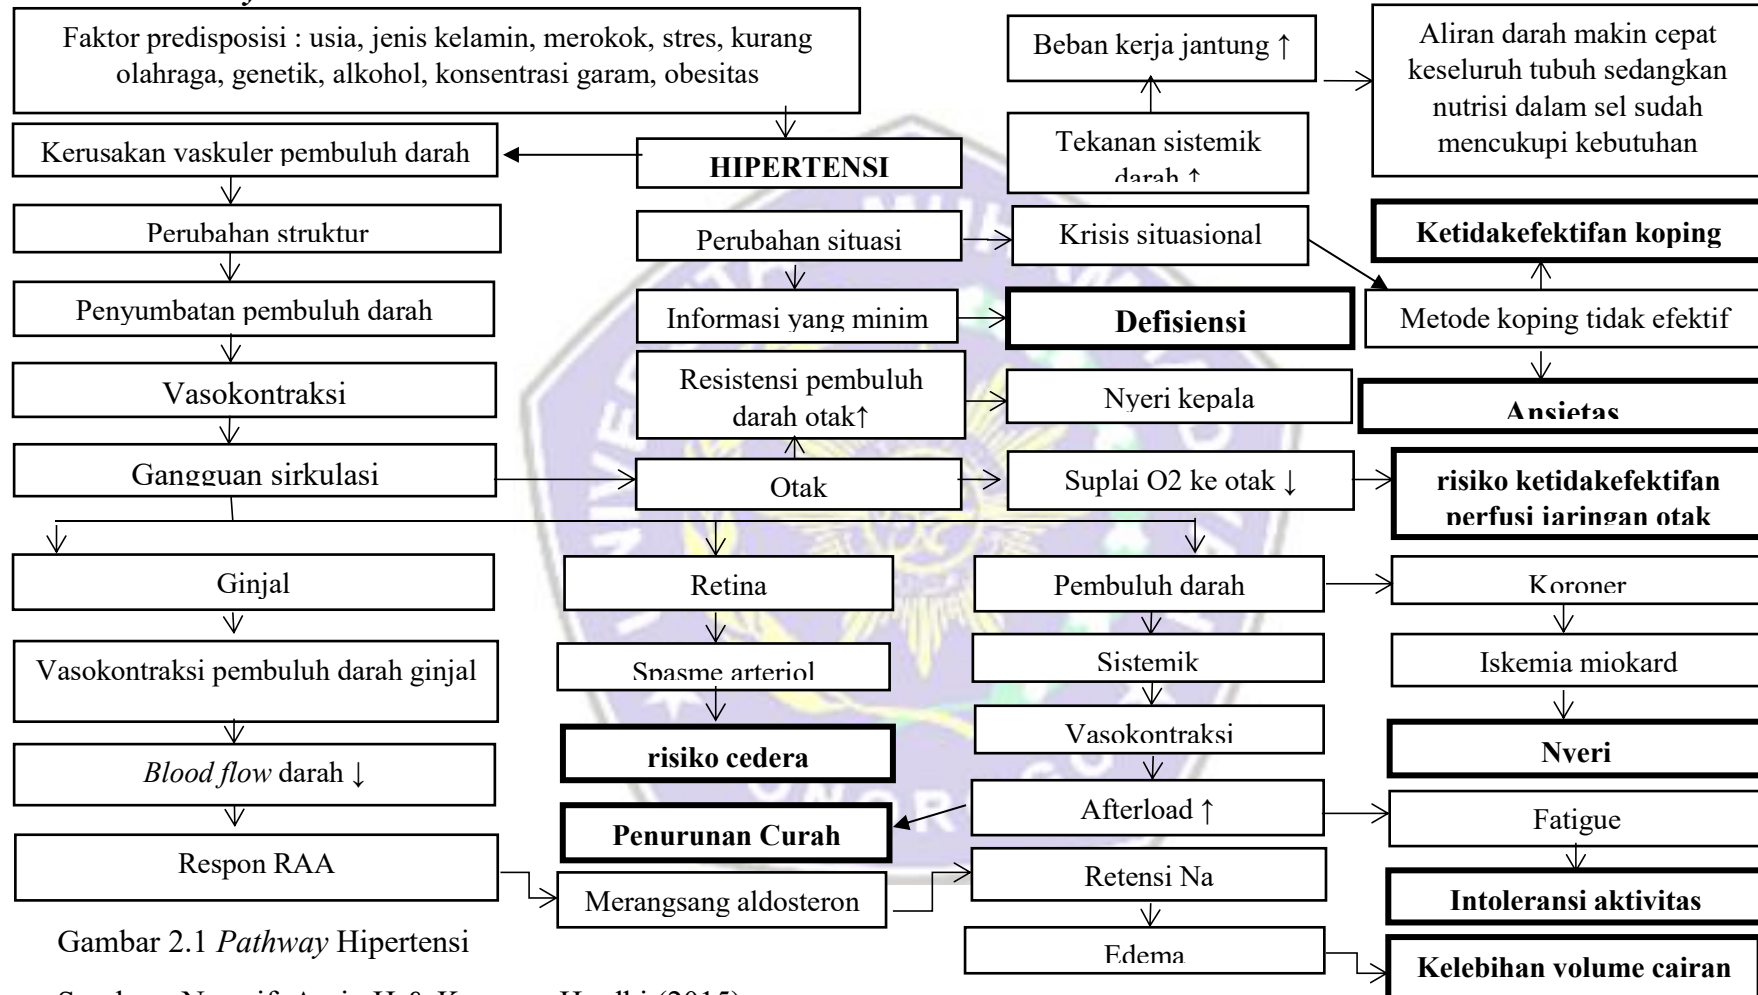 Faktor predisposisi : usia, jenis kelamin, merokok, stres, kurang
olahraga, genetik, alkohol, konsentrasi garam, obesitas
Beban kerja jantung ↑
Aliran darah makin cepat
keseluruh tubuh sedangkan
nutrisi dalam sel sudah
mencukupi kebutuhan
Kerusakan vaskuler pembuluh darah
HIPERTENSI
Tekanan sistemik
darah ↑
Perubahan struktur
Perubahan situasi
Krisis situasional
Ketidakefektifan koping
Penyumbatan pembuluh darah
Informasi yang minim
Defisiensi
Metode koping tidak efektif
Vasokontraksi
Resistensi pembuluh
darah otak↑
Nyeri kepala
Ansietas
Gangguan sirkulasi
Otak
Suplai O2 ke otak ↓
risiko ketidakefektifan
perfusi jaringan otak
Ginjal
Retina
Pembuluh darah
Koroner
Vasokontraksi pembuluh darah ginjal
Spasme arteriol
Sistemik
Iskemia miokard
Blood flow darah ↓
risiko cedera
Vasokontraksi
Nyeri
Respon RAA
Penurunan Curah
Afterload ↑
Fatigue
Merangsang aldosteron
Retensi Na
Intoleransi aktivitas
Edema
Kelebihan volume cairan
Gambar 2.1 Pathway Hipertensi